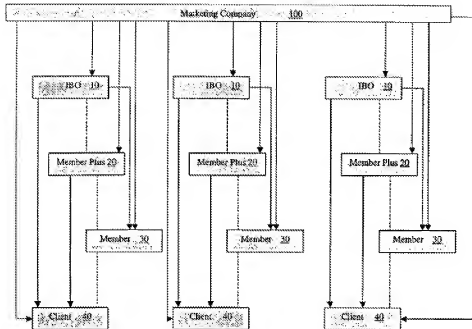 Marketing Company 100
IBO 10 IBO 10 IBO 10
Member Plus 20 Member Plus 20 Member Plus 20
Member 30 Member 30 Member 30
Client 40 Client 40 Client 40